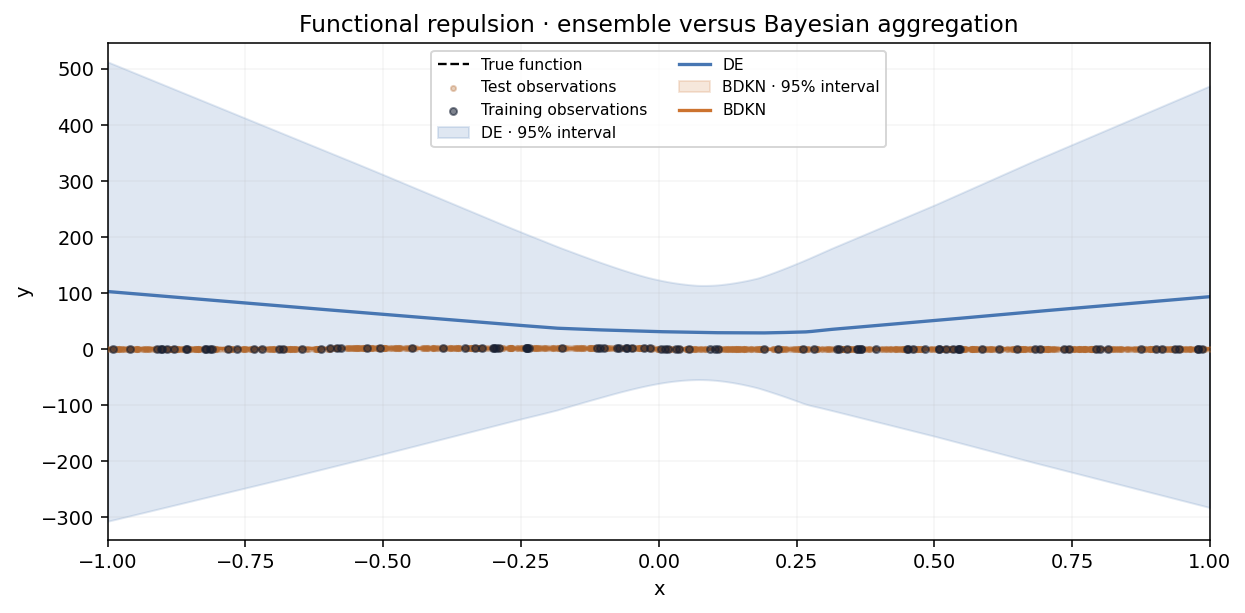 Functional repulsion · ensemble versus Bayesian aggregation
True function
Test observations
Training observations
DE · 95% interval
DE
BDKN · 95% interval
BDKN
500
400
300
200
100
0
−100
−200
−300
y
−1.00
−0.75
−0.50
−0.25
0.00
0.25
0.50
0.75
1.00
x